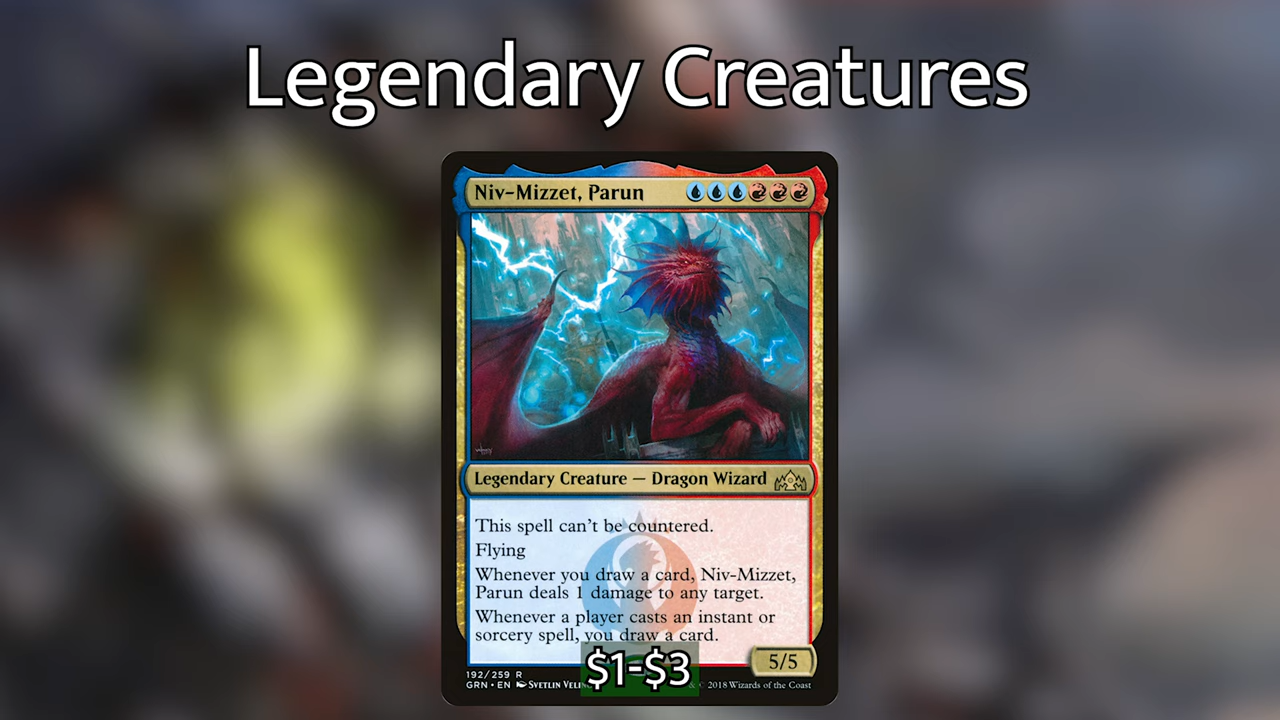 Legendary Creatures
Niv-Mizzet, Parun
Legendary Creature — Dragon Wizard
This spell can't be countered.
Flying
Whenever you draw a card, Niv-Mizzet,
Parun deals 1 damage to any target.
Whenever a player casts an instant or
sorcery spell, you draw a card.
$1-$3
5/5
192/259 R
GRN • EN Svetlin & © 2018 Wizards of the Coast